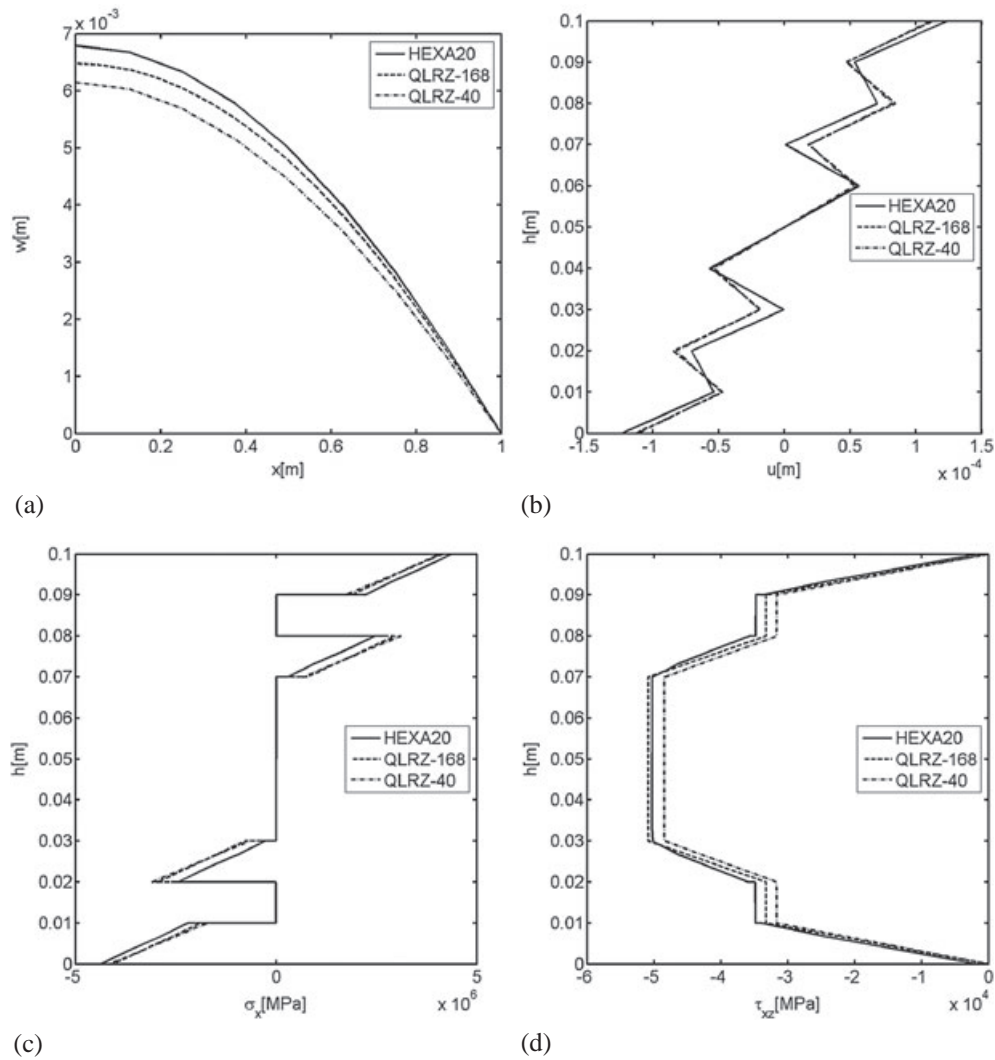 x 10⁻³
7
6
5
4
3
2
1
0
w[m]
0
0.2
0.4
0.6
0.8
1
x[m]
HEXA20
QLRZ-168
QLRZ-40
(a)
0.1
0.09
0.08
0.07
0.06
0.04
0.03
0.02
0.01
0
h[m]
-1.5
-1
-0.5
0
0.5
1
1.5
u[m]
x 10⁻⁴
HEXA20
QLRZ-168
QLRZ-40
(b)
0.1
0.09
0.08
0.07
0.06
0.05
0.04
0.03
0.02
0.01
0
h[m]
-5
0
5
σx[MPa]
x 10⁶
HEXA20
QLRZ-168
QLRZ-40
(c)
0.1
0.09
0.08
0.07
0.06
0.05
0.04
0.03
0.02
0.01
0
h[m]
-6
-5
-4
-3
-2
-1
0
τxz[MPa]
x 10⁴
HEXA20
QLRZ-168
QLRZ-40
(d)